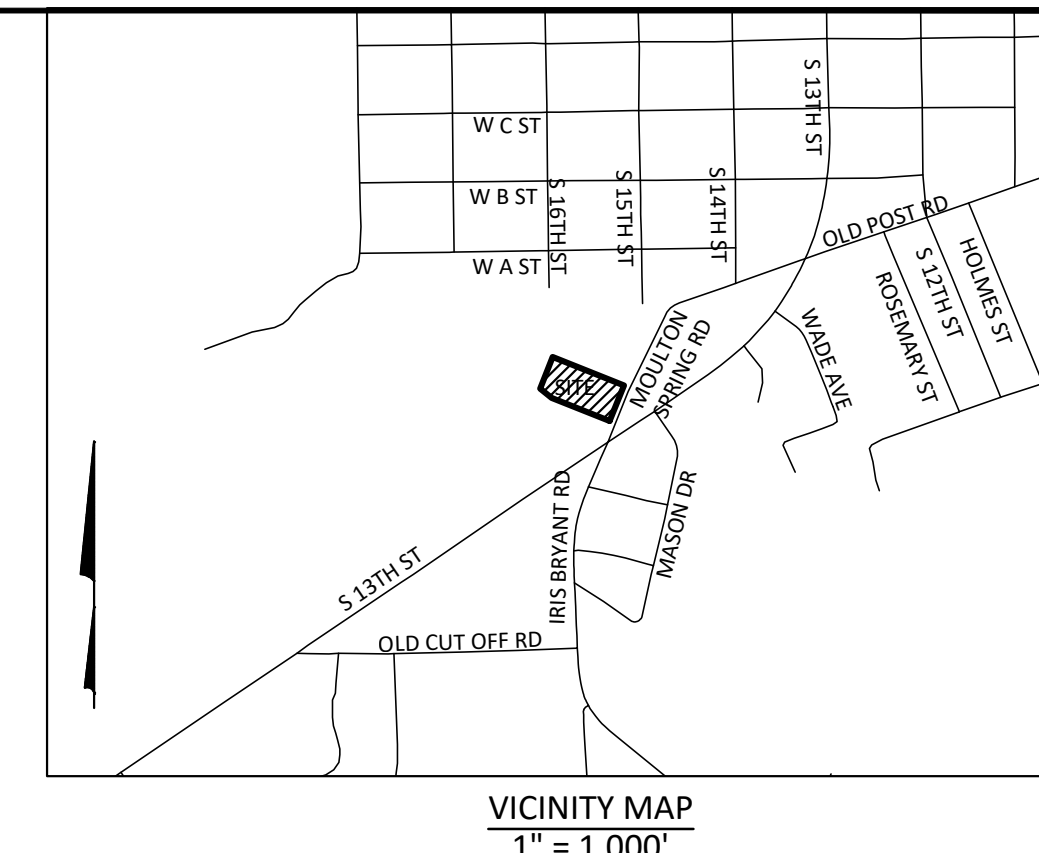 S 13TH ST
W C ST
W B ST
S 16TH ST
S 15TH ST
S 14TH ST
OLD POST RD
W A ST
S 12TH ST
HOLMES ST
ROSEMARY ST
WADE AVE
MOULTON
SPRING RD
SITE
IRIS BRYANT RD
MASON DR
S 13TH ST
OLD CUT OFF RD
VICINITY MAP
1" = 1,000'